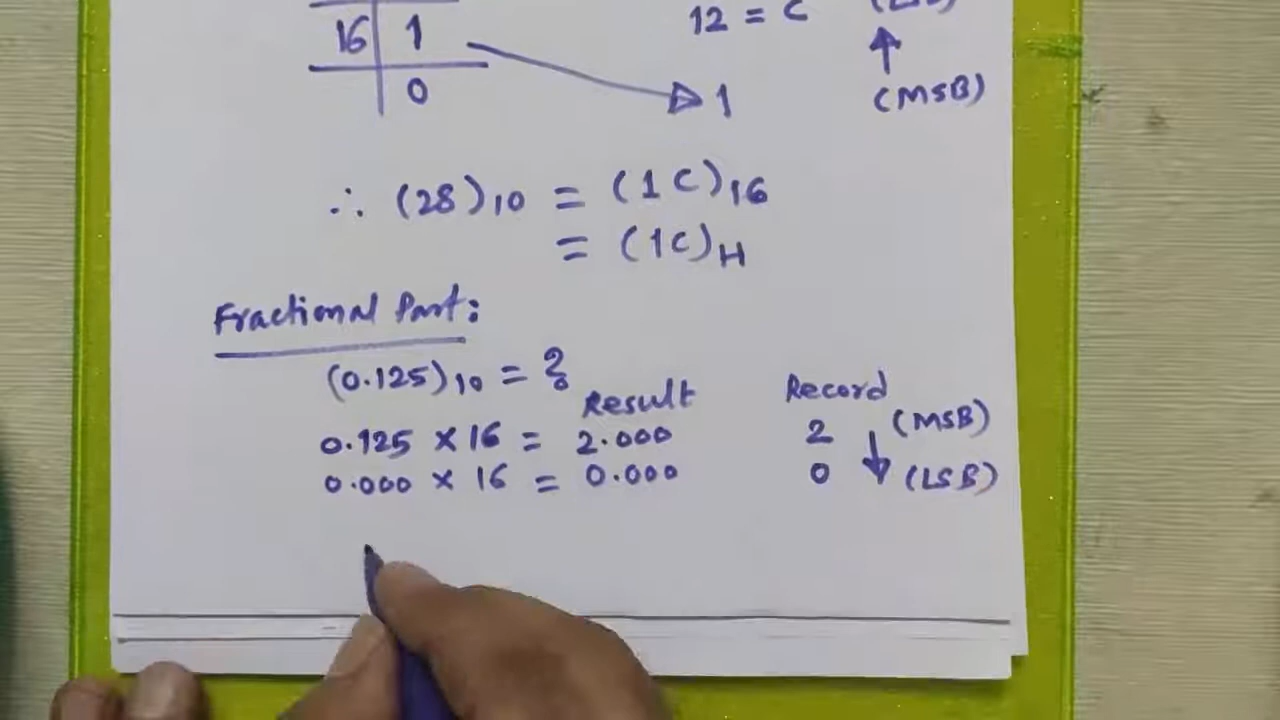 12 = C
16 1
0
1
(MSB)
∴ (28)10 = (1C)16
= (1C)H
Fractional Part:
(0.125)10 = ?
Result Record
0.125 × 16 = 2.000 2 (MSB)
0.000 × 16 = 0.000 0 (LSB)